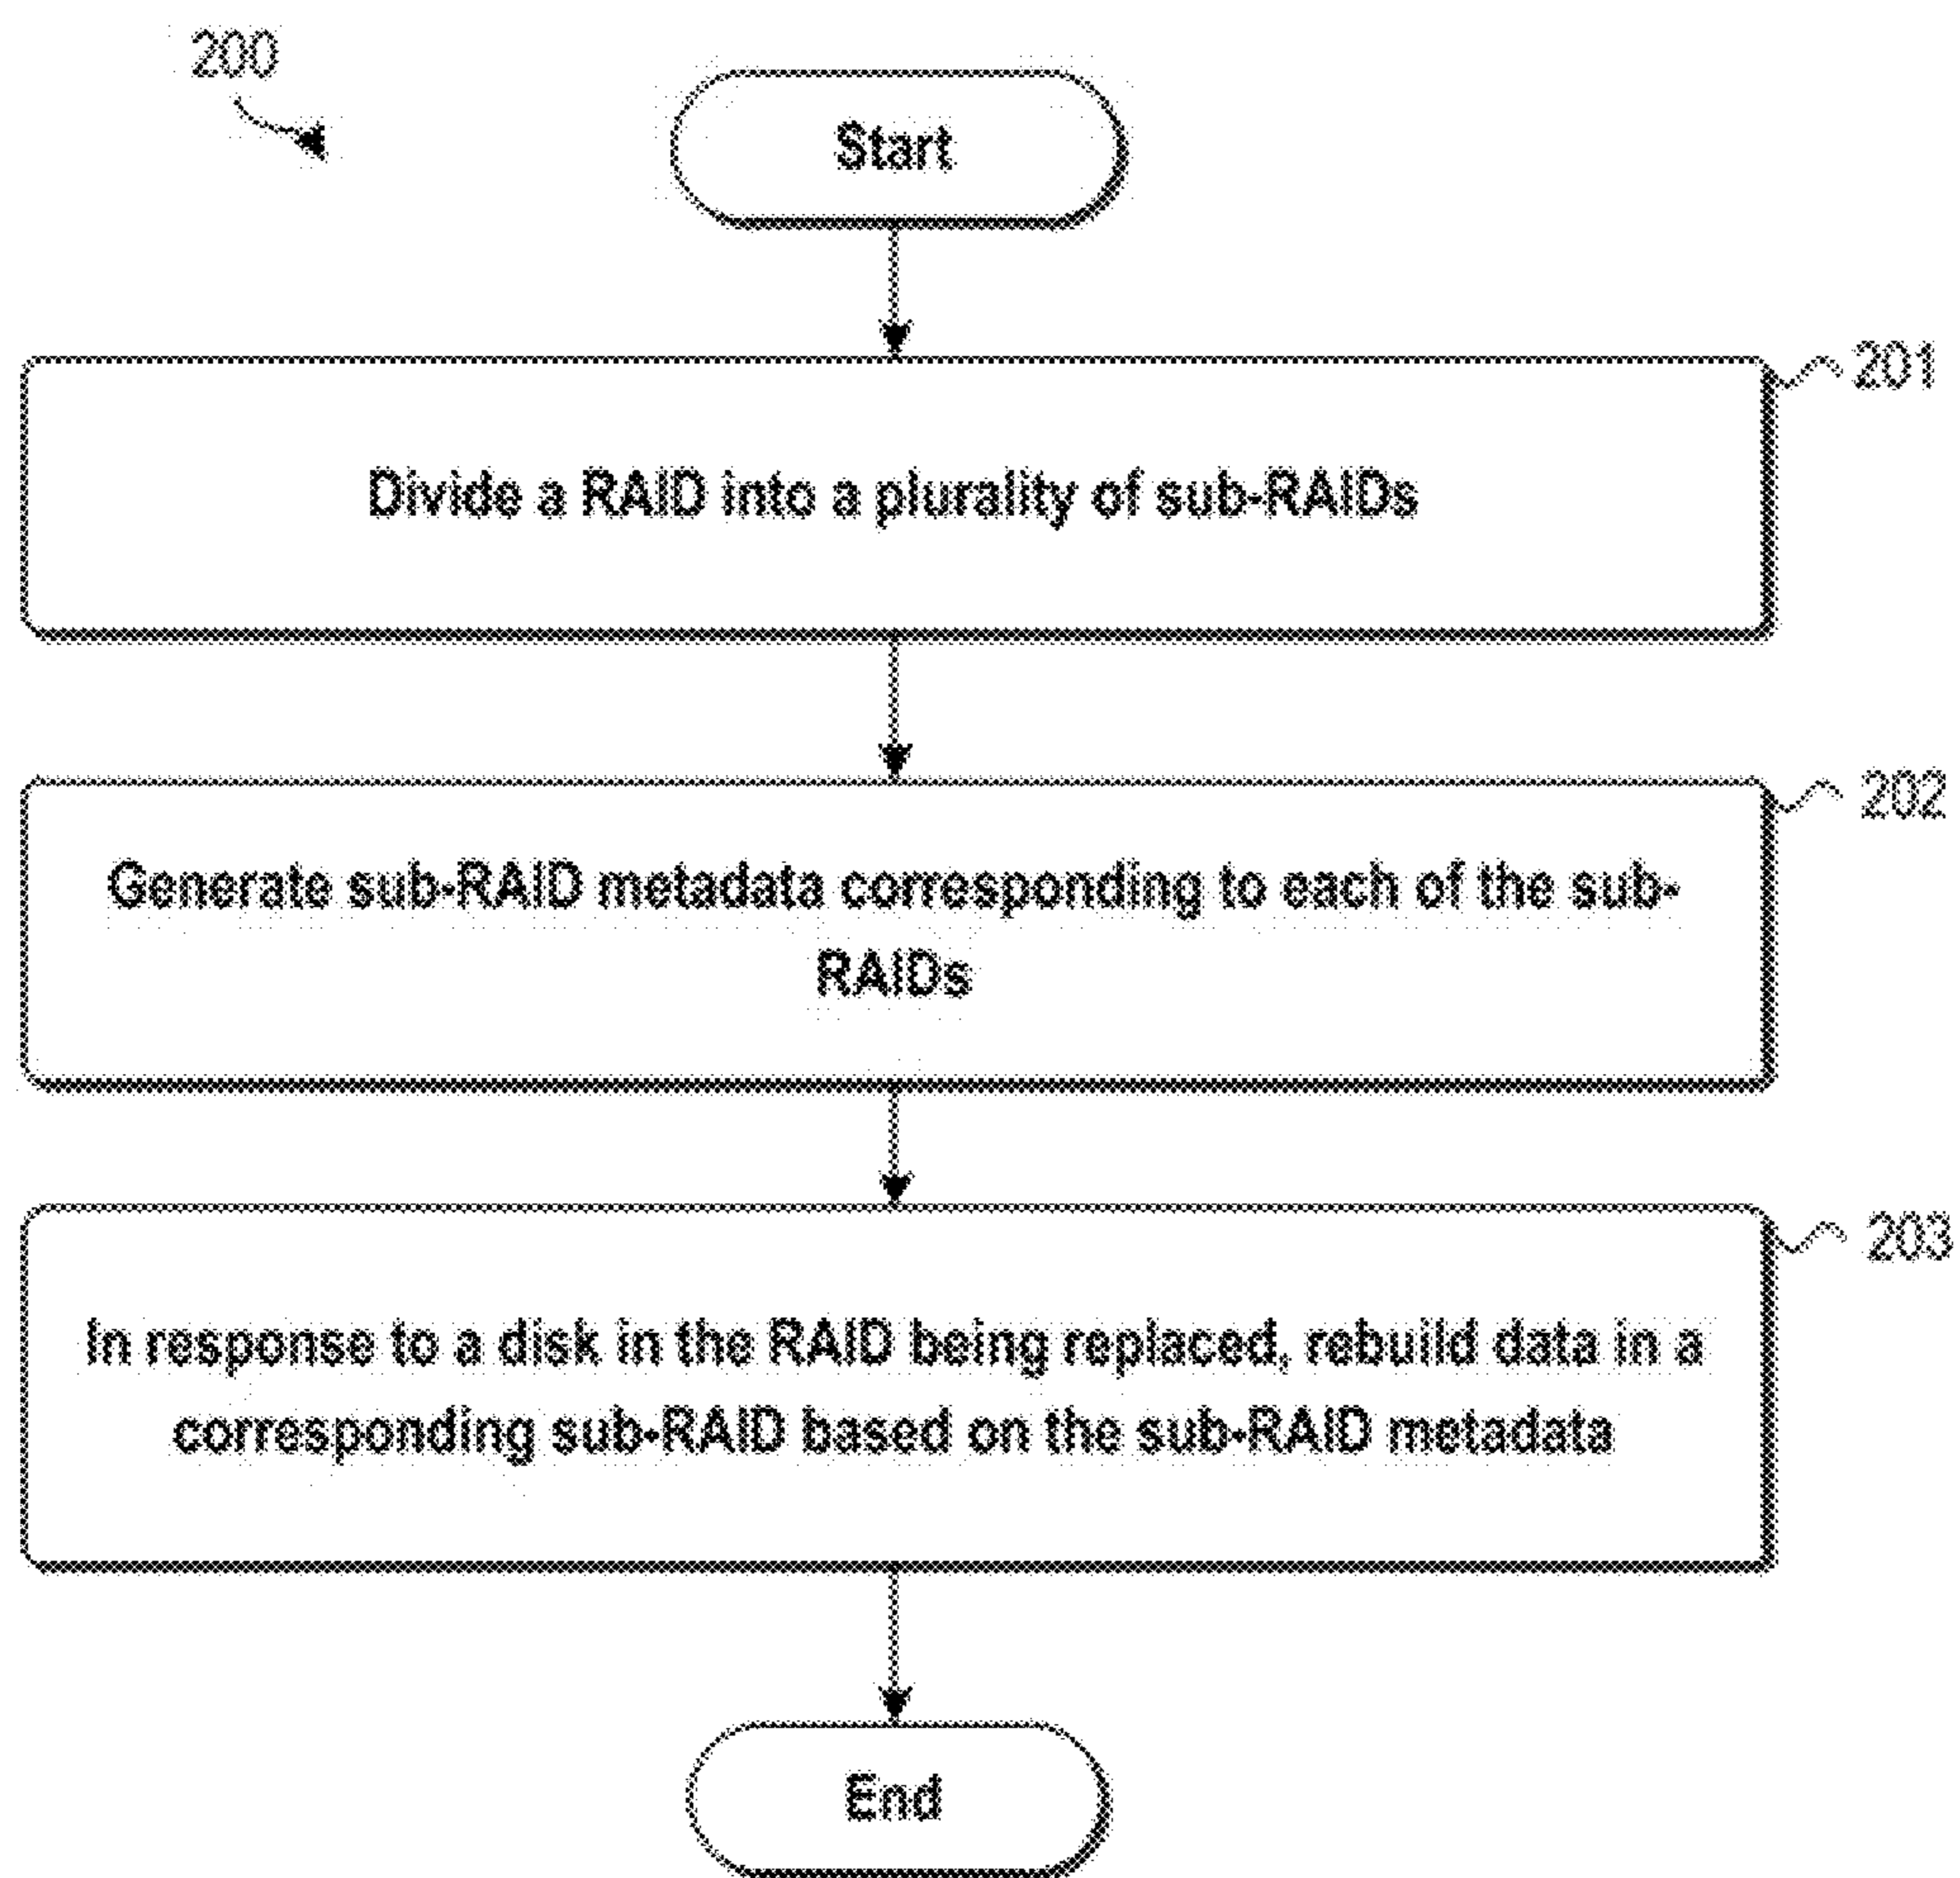 200
Start
201
Divide a RAID into a plurality of sub-RAIDs
202
Generate sub-RAID metadata corresponding to each of the sub-
RAIDs
203
In response to a disk in the RAID being replaced, rebuild data in a
corresponding sub-RAID based on the sub-RAID metadata
End